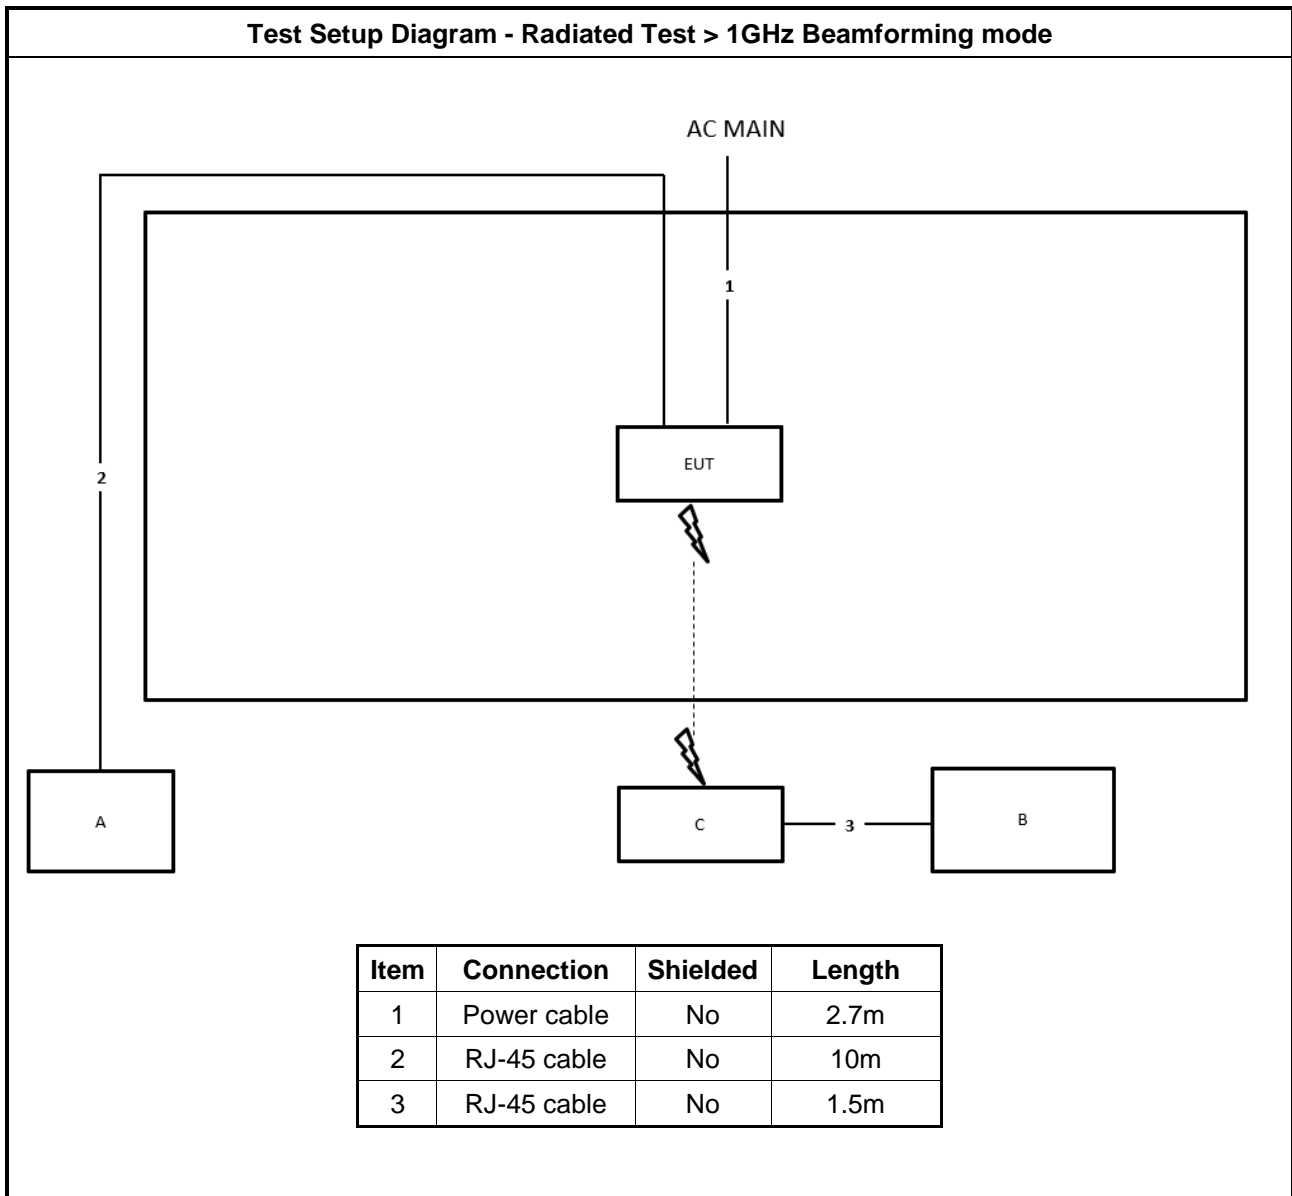 Test Setup Diagram - Radiated Test > 1GHz Beamforming mode
AC MAIN
1
2
EUT
A
C
3
B
Item Connection Shielded Length
1 Power cable No 2.7m
2 RJ-45 cable No 10m
3 RJ-45 cable No 1.5m